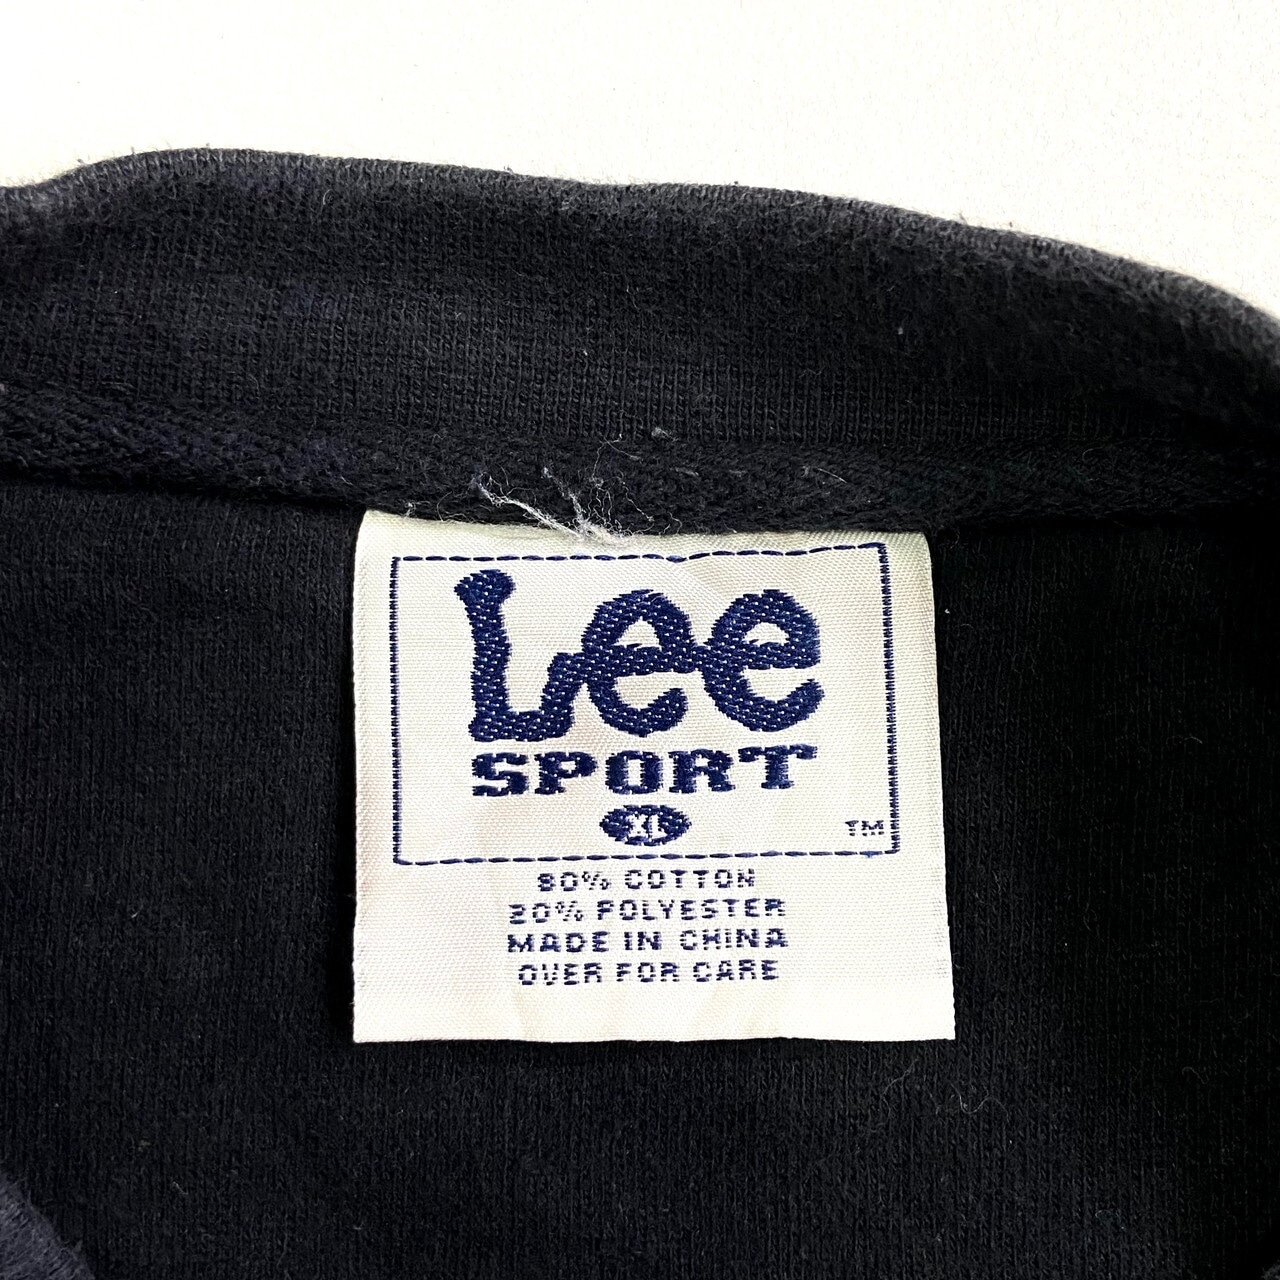 Lee
SPORT
XL
TM
80% COTTON
20% POLYESTER
MADE IN CHINA
OVER FOR CARE